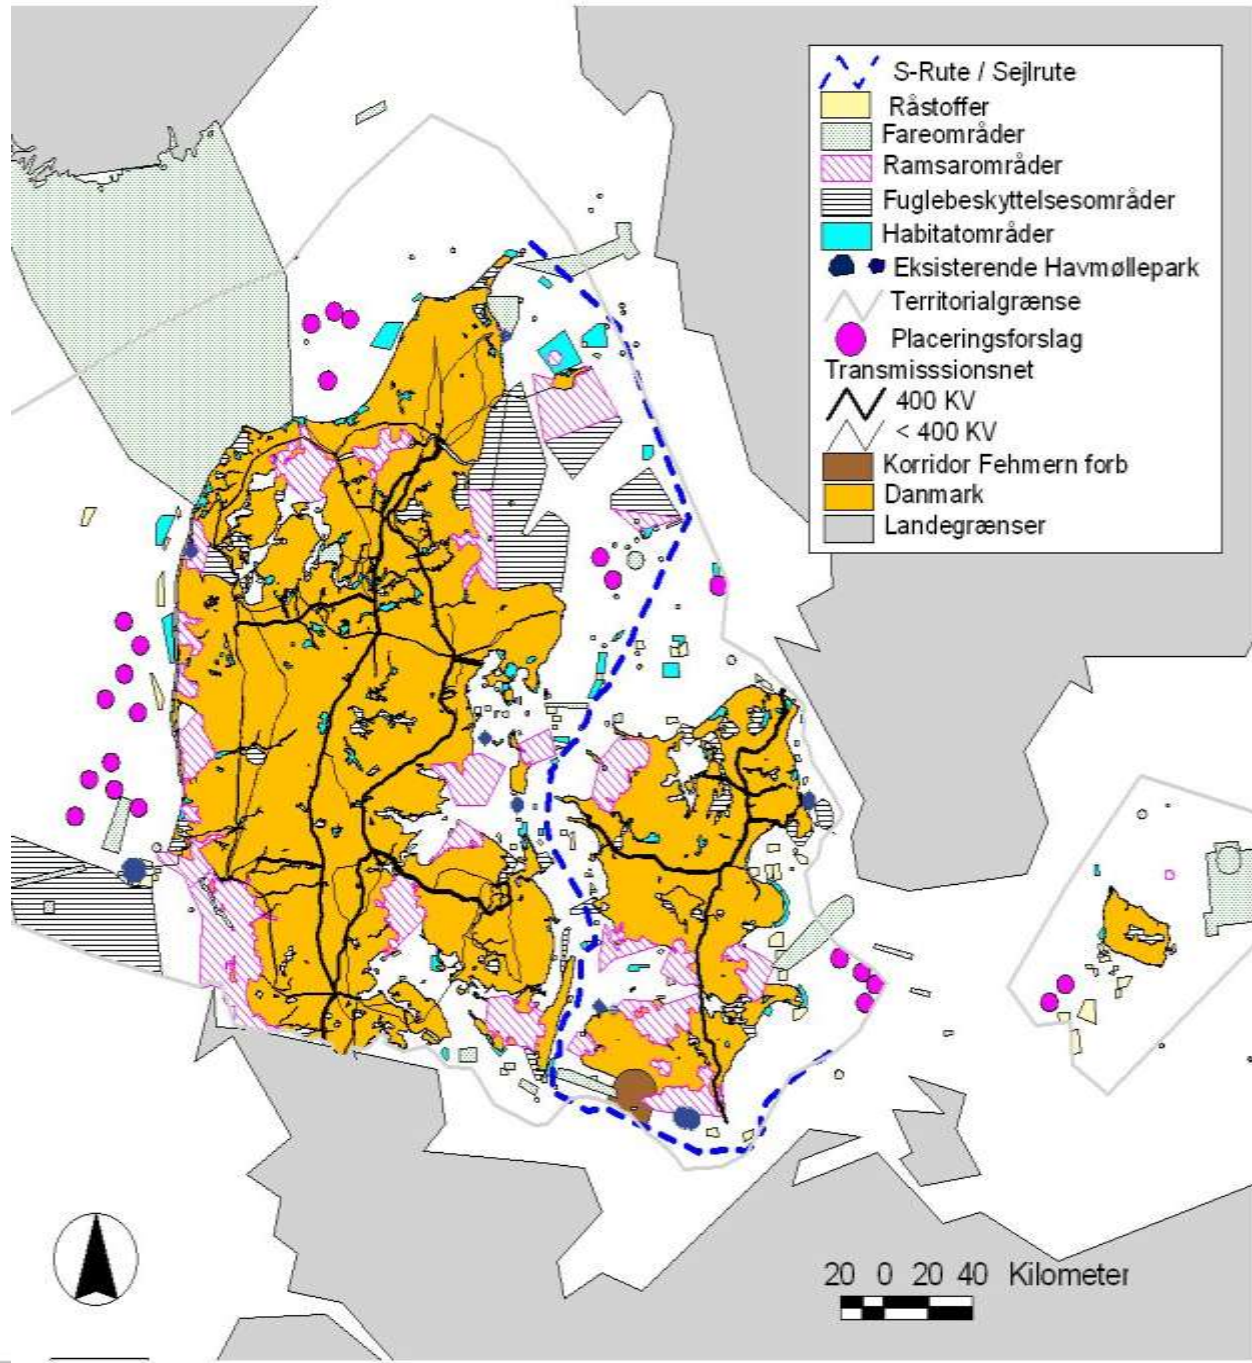 S-Rute / Sejlrute
Råstoffer
Fareområder
Ramsarområder
Fuglebeskyttelsesområder
Habitatområder
Eksisterende Havmøllepark
Territorialgrænse
Placeringsforslag
Transmisssionsnet
400 KV
< 400 KV
Korridor Fehmern forb
Danmark
Landegrænser
20 0 20 40 Kilometer